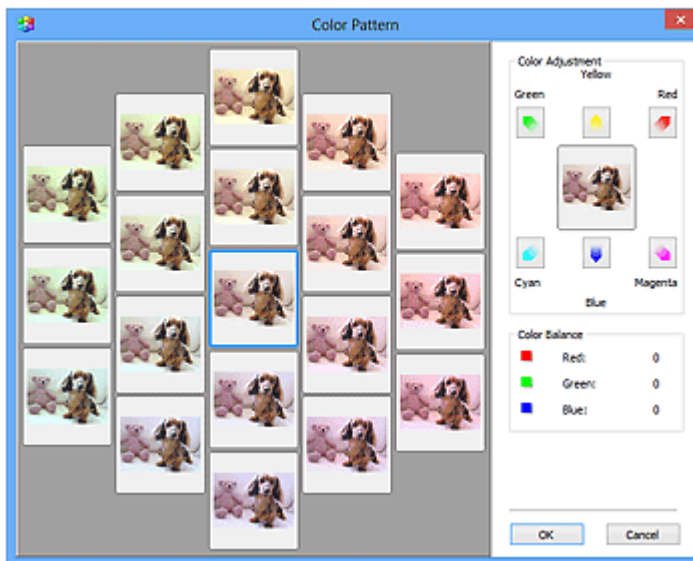 Color Pattern
Color Adjustment
Yellow
Green Red
Cyan Magenta
Blue
Color Balance
Red: 0
Green: 0
Blue: 0
OK Cancel